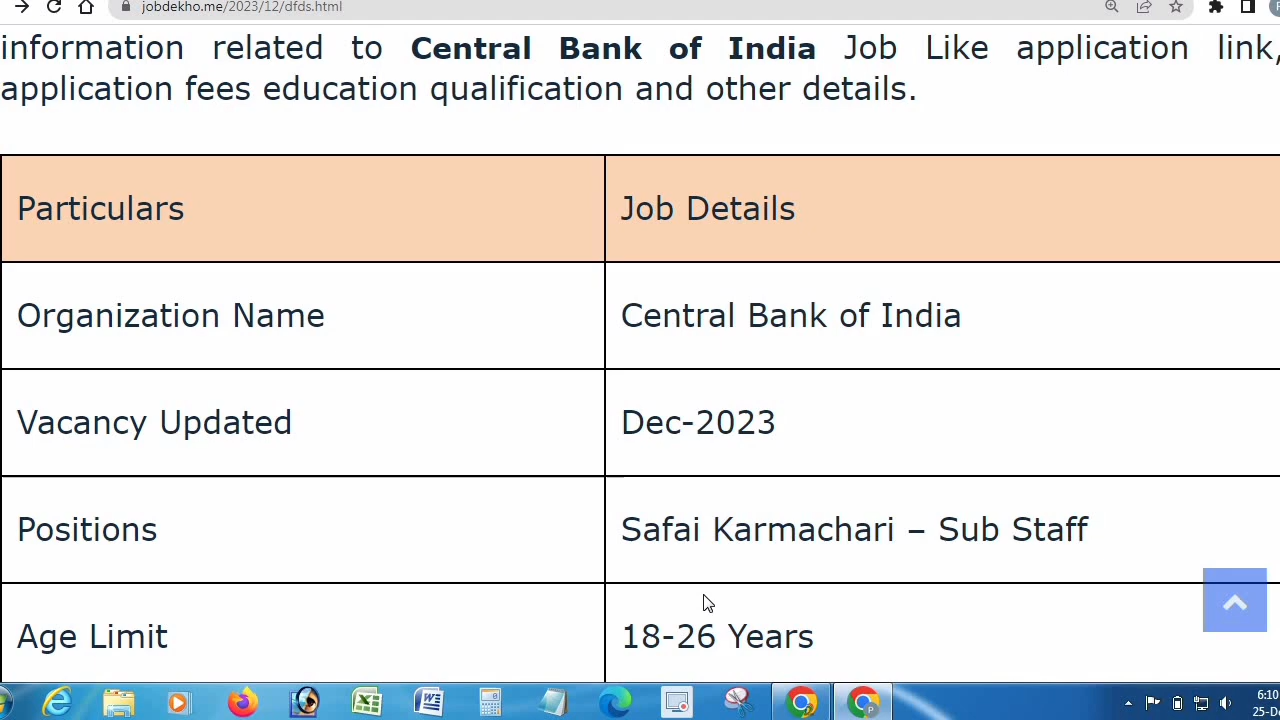 jobdekho.me/2023/12/dfds.html
information related to Central Bank of India Job Like application link,
application fees education qualification and other details.
Particulars Job Details
Organization Name Central Bank of India
Vacancy Updated Dec-2023
Positions Safai Karmachari – Sub Staff
Age Limit 18-26 Years
6:10